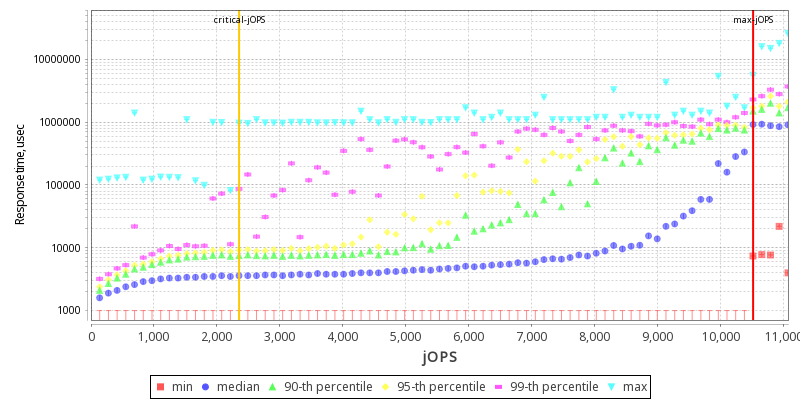 critical-jOPS
max-jOPS
10000000
1000000
100000
10000
1000
Response time, usec
0 1,000 2,000 3,000 4,000 5,000 6,000 7,000 8,000 9,000 10,000 11,000
jOPS
min median 90-th percentile 95-th percentile 99-th percentile max